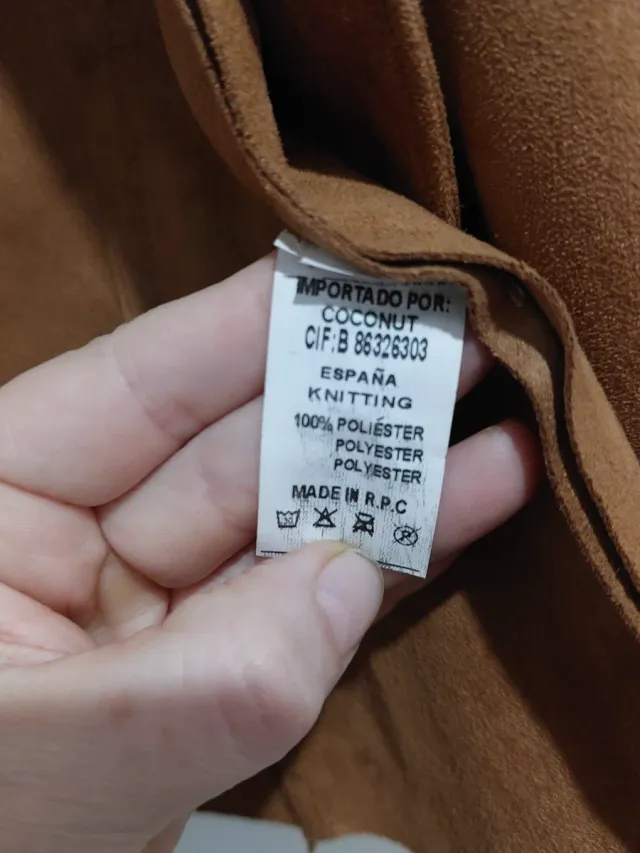 IMPORTADO POR:
COCONUT
CIF:B 86326303
ESPAÑA
KNITTING
100% POLIÉSTER
POLYESTER
POLYESTER
MADE IN R.P.C